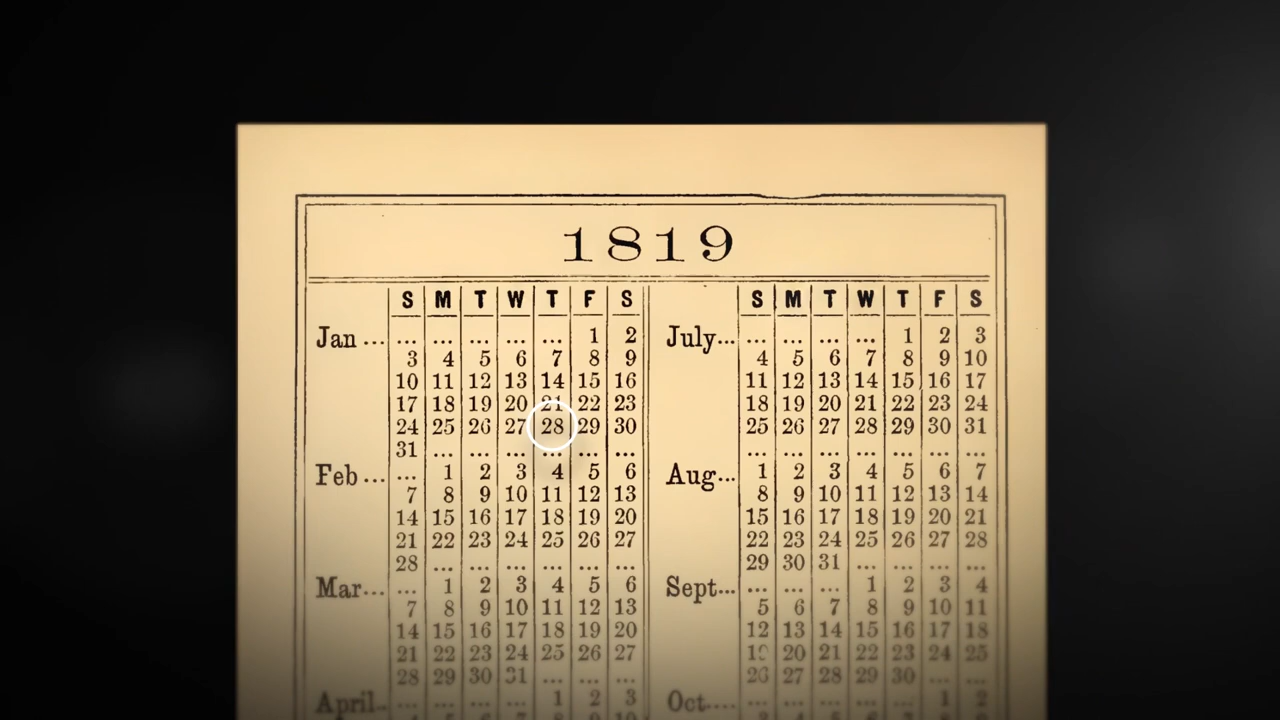 1819
S M T W T F S S M T W T F S
Jan ... ... ... ... ... ... 1 2 July... ... ... ... ... 1 2 3
3 4 5 6 7 8 9 4 5 6 7 8 9 10
10 11 12 13 14 15 16 11 12 13 14 15 16 17
17 18 19 20 21 22 23 18 19 20 21 22 23 24
24 25 26 27 28 29 30 25 26 27 28 29 30 31
31 ... ... ... ... ... ... ... ... ... ... ... ... ...
Feb ... ... 1 2 3 4 5 6 Aug... 1 2 3 4 5 6 7
7 8 9 10 11 12 13 8 9 10 11 12 13 14
14 15 16 17 18 19 20 15 16 17 18 19 20 21
21 22 23 24 25 26 27 22 23 24 25 26 27 28
28 ... ... ... ... ... ... 29 30 31 ... ... ... ...
Mar... ... 1 2 3 4 5 6 Sept... ... ... ... 1 2 3 4
7 8 9 10 11 12 13 5 6 7 8 9 10 11
14 15 16 17 18 19 20 12 13 14 15 16 17 18
21 22 23 24 25 26 27 19 20 21 22 23 24 25
28 29 30 31 ... ... ... 26 27 28 29 30 ... ...
April.. ... ... ... ... 1 2 3 Oct.... ... ... ... ... ... 1 2